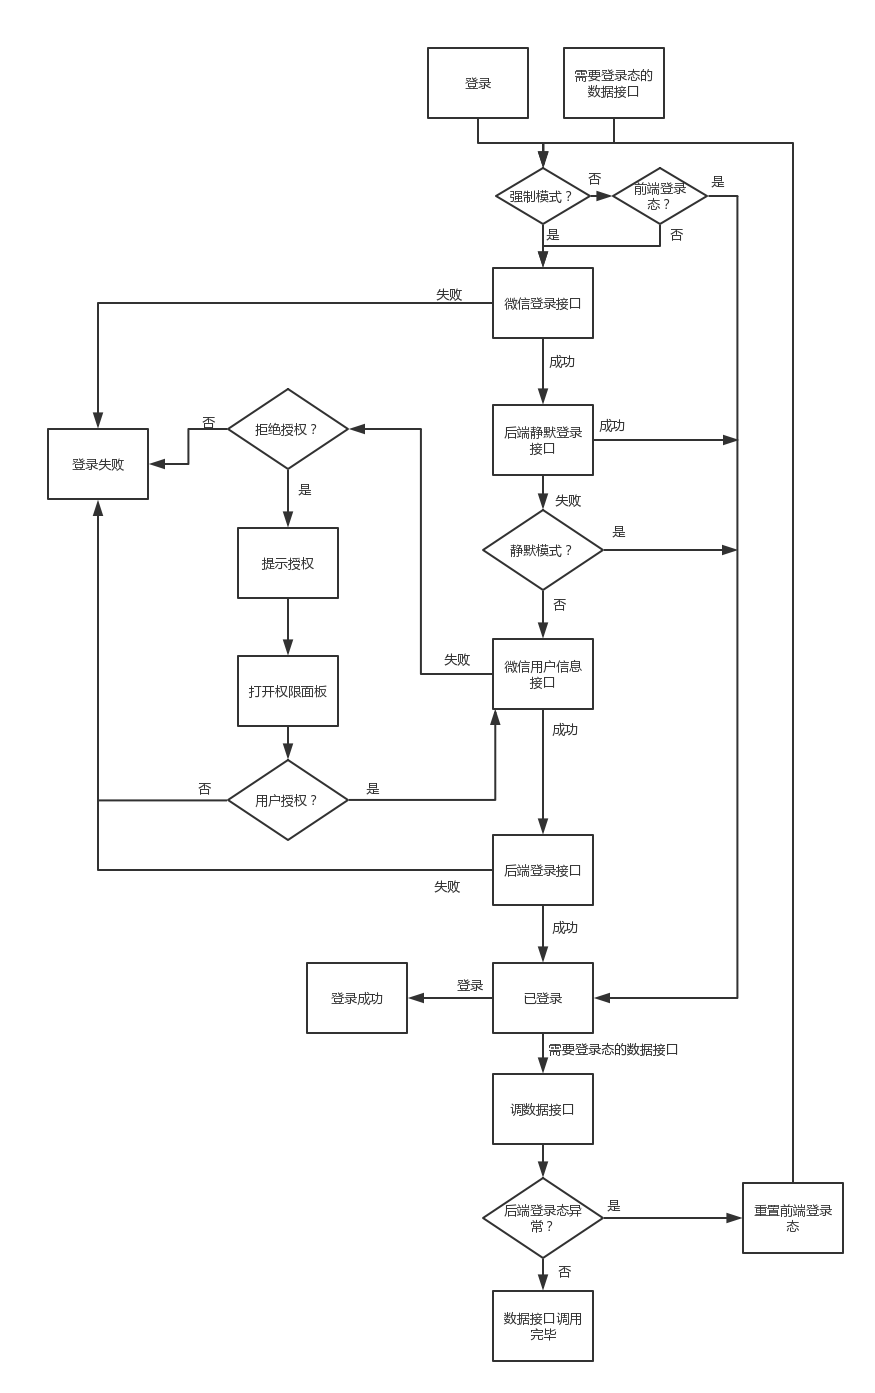 登录
需要登录态的
数据接口
强制模式？
否
前端登录
态？
是
是
否
微信登录接口
失败
成功
拒绝授权？
否
登录失败
后端静默登录
接口
成功
是
失败
静默模式？
是
提示授权
否
微信用户信息
接口
失败
打开权限面板
成功
用户授权？
否
是
后端登录接口
失败
成功
登录成功
登录
已登录
需要登录态的数据接口
调数据接口
后端登录态异
常？
是
重置前端登录
态
否
数据接口调用
完毕